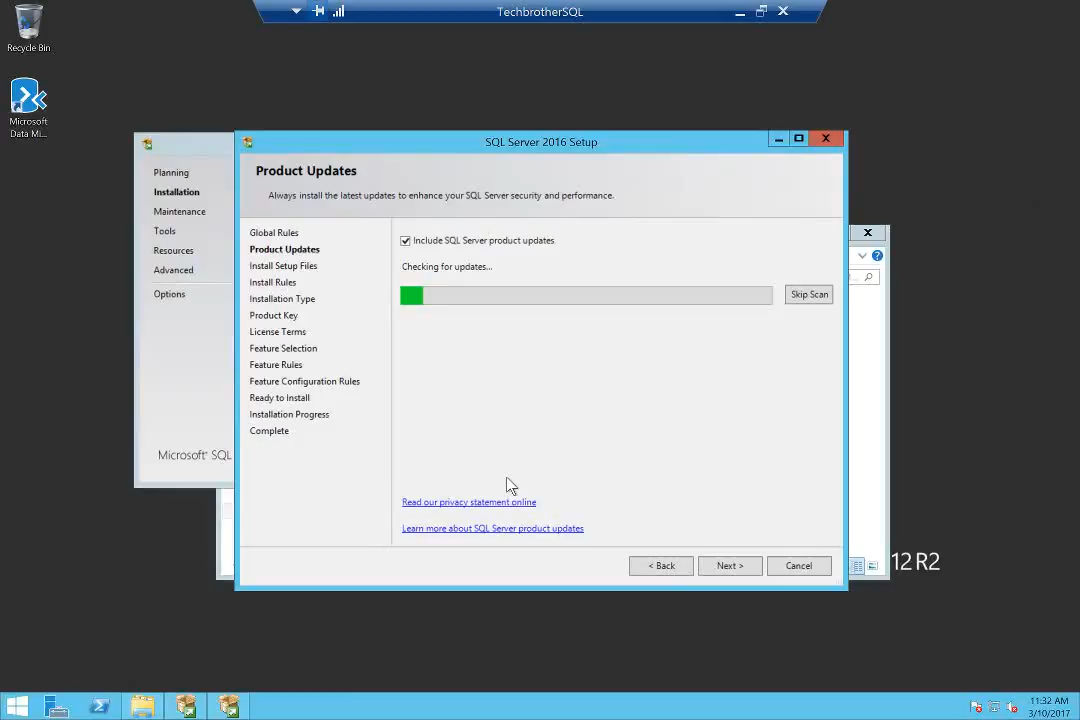 TechbrotherSQL
Recycle Bin
Microsoft
Data Mi...
SQL Server 2016 Setup
Product Updates
Always install the latest updates to enhance your SQL Server security and performance.
Planning
Installation
Maintenance
Tools
Resources
Advanced
Options
Microsoft SQL
Global Rules
Product Updates
Install Setup Files
Install Rules
Installation Type
Product Key
License Terms
Feature Selection
Feature Rules
Feature Configuration Rules
Ready to Install
Installation Progress
Complete
Include SQL Server product updates
Checking for updates...
Skip Scan
Read our privacy statement online
Learn more about SQL Server product updates
< Back
Next >
Cancel
12 R2
11:32 AM
3/10/2017